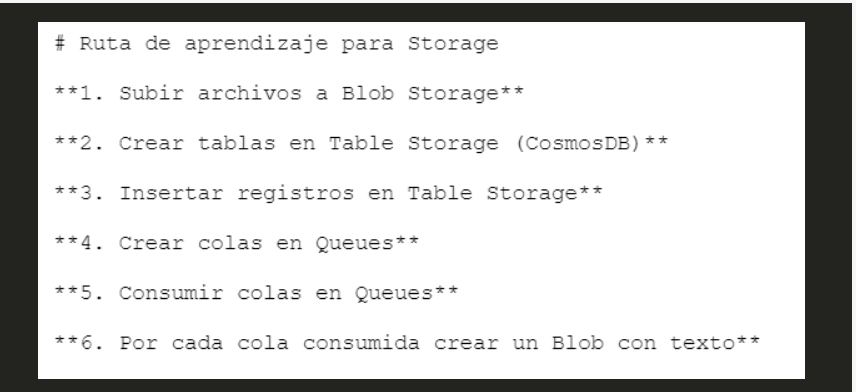 # Ruta de aprendizaje para Storage
**1. Subir archivos a Blob Storage**
**2. Crear tablas en Table Storage (CosmosDB)**
**3. Insertar registros en Table Storage**
**4. Crear colas en Queues**
**5. Consumir colas en Queues**
**6. Por cada cola consumida crear un Blob con texto**